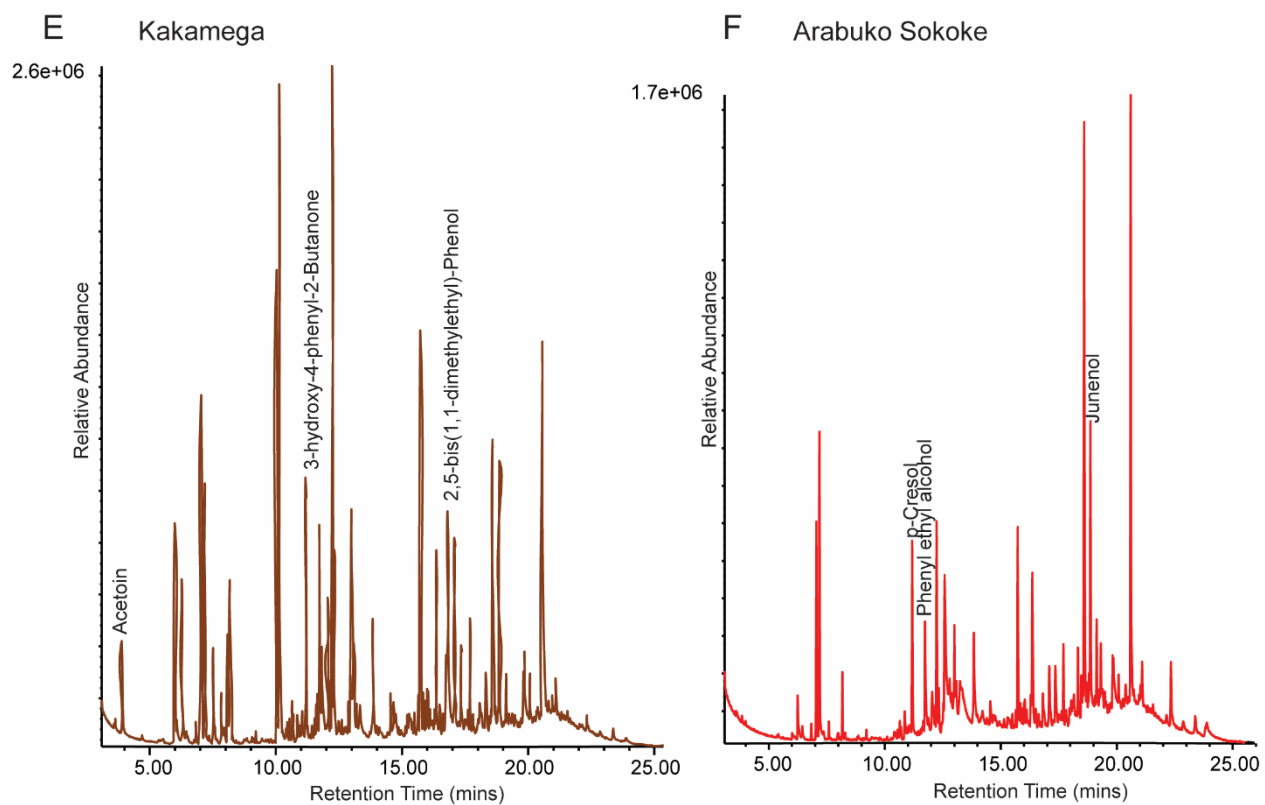 E Kakamega
2.6e+06
Relative Abundance
Acetoin
3-hydroxy-4-phenyl-2-Butanone
2,5-bis(1,1-dimethylethyl)-Phenol
5.00 10.00 15.00 20.00 25.00
Retention Time (mins)
F Arabuko Sokoke
1.7e+06
Relative Abundance
p-Cresol
Phenyl ethyl alcohol
Junenol
5.00 10.00 15.00 20.00 25.00
Retention Time (mins)